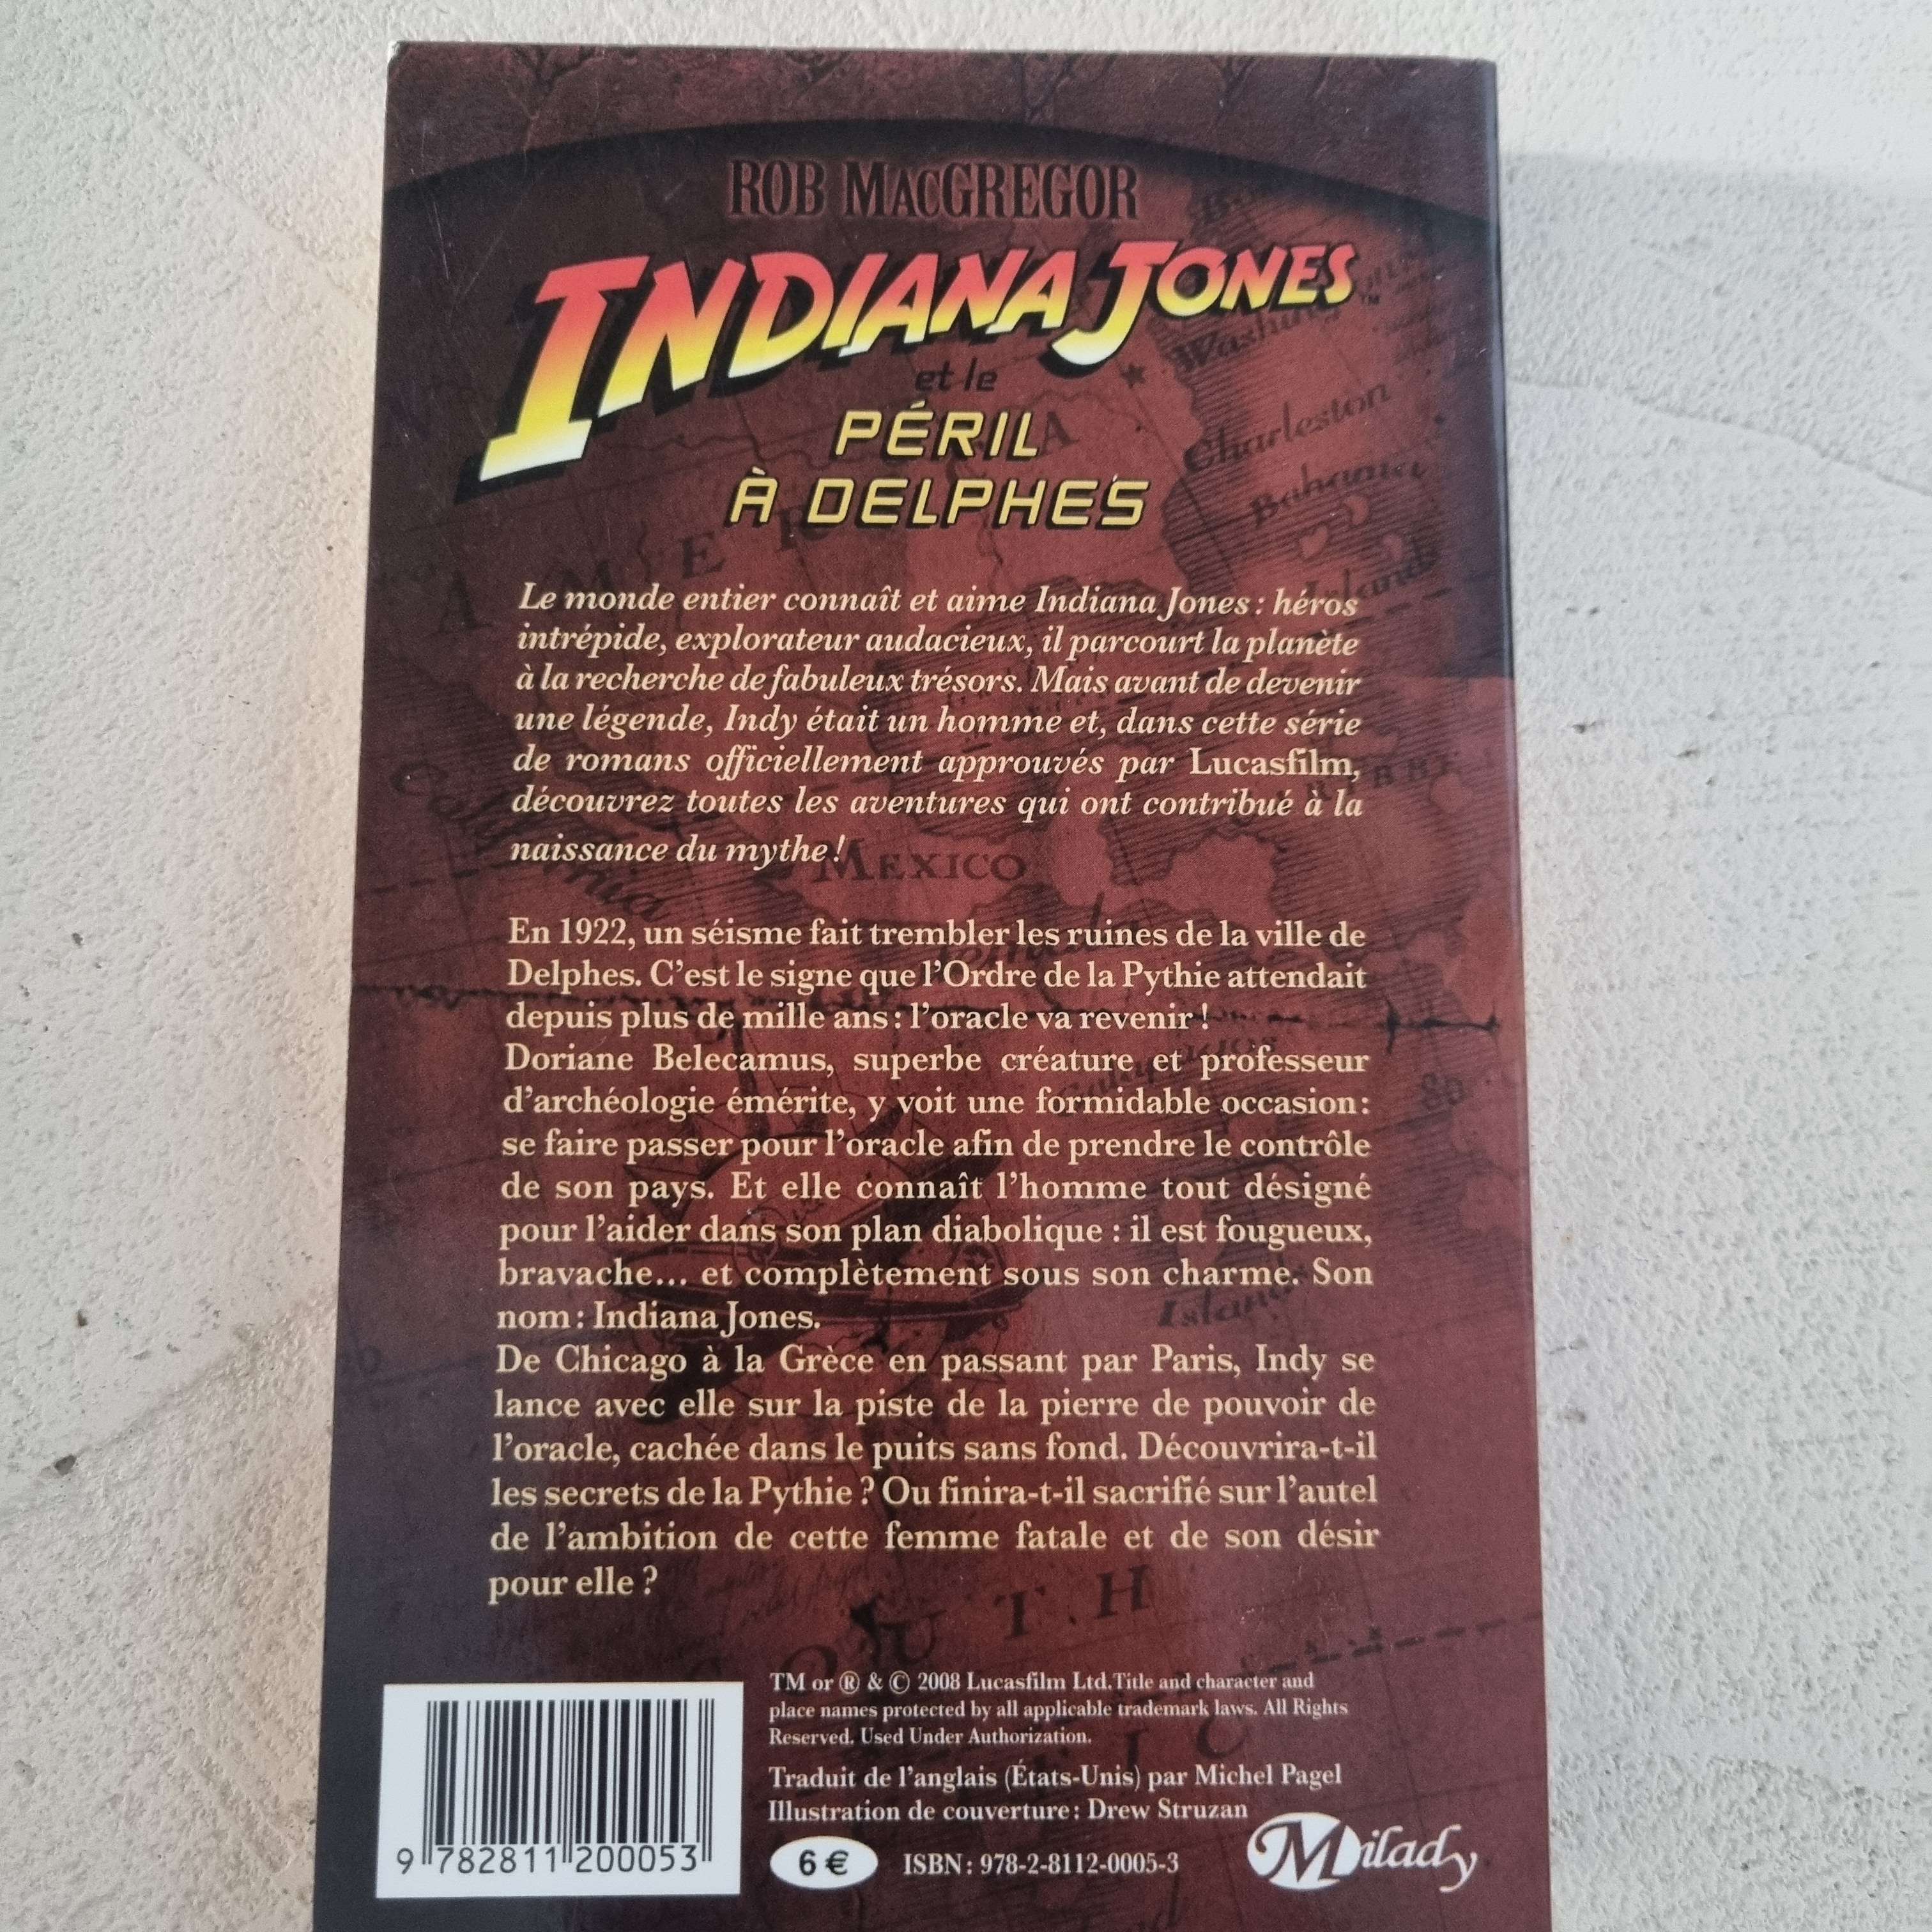 ROB MACGREGOR
INDIANA JONES™
et le
PÉRIL
À DELPHES
Le monde entier connaît et aime Indiana Jones : héros
intrépide, explorateur audacieux, il parcourt la planète
à la recherche de fabuleux trésors. Mais avant de devenir
une légende, Indy était un homme et, dans cette série
de romans officiellement approuvés par Lucasfilm,
découvrez toutes les aventures qui ont contribué à la
naissance du mythe !
En 1922, un séisme fait trembler les ruines de la ville de
Delphes. C'est le signe que l'Ordre de la Pythie attendait
depuis plus de mille ans : l'oracle va revenir !
Doriane Belecamus, superbe créature et professeur
d'archéologie émérite, y voit une formidable occasion :
se faire passer pour l'oracle afin de prendre le contrôle
de son pays. Et elle connaît l'homme tout désigné
pour l'aider dans son plan diabolique : il est fougueux,
bravache... et complètement sous son charme. Son
nom : Indiana Jones.
De Chicago à la Grèce en passant par Paris, Indy se
lance avec elle sur la piste de la pierre de pouvoir de
l'oracle, cachée dans le puits sans fond. Découvrira-t-il
les secrets de la Pythie ? Ou finira-t-il sacrifié sur l'autel
de l'ambition de cette femme fatale et de son désir
pour elle ?
TM or ® & © 2008 Lucasfilm Ltd. Title and character and
place names protected by all applicable trademark laws. All Rights
Reserved. Used Under Authorization.
Traduit de l'anglais (États-Unis) par Michel Pagel
Illustration de couverture : Drew Struzan
6 €
ISBN : 978-2-8112-0005-3
Milady
9 782811 200053
Charleston
Bahama
Island
MEXICO
Island
80
SOUTH